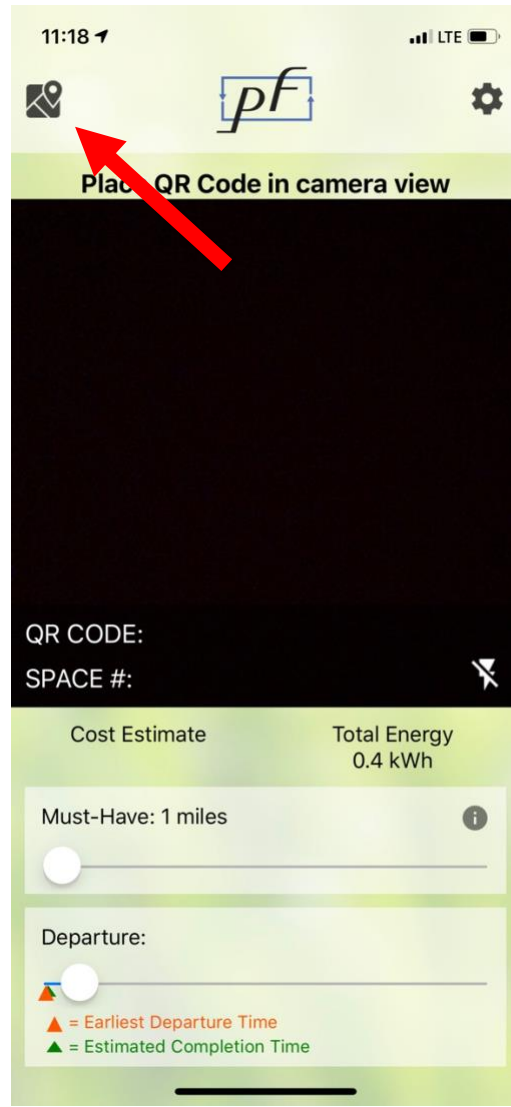 11:18
LTE
pf
Place QR Code in camera view
QR CODE:
SPACE #:
Cost Estimate
Total Energy
0.4 kWh
Must-Have: 1 miles
Departure:
= Earliest Departure Time
= Estimated Completion Time